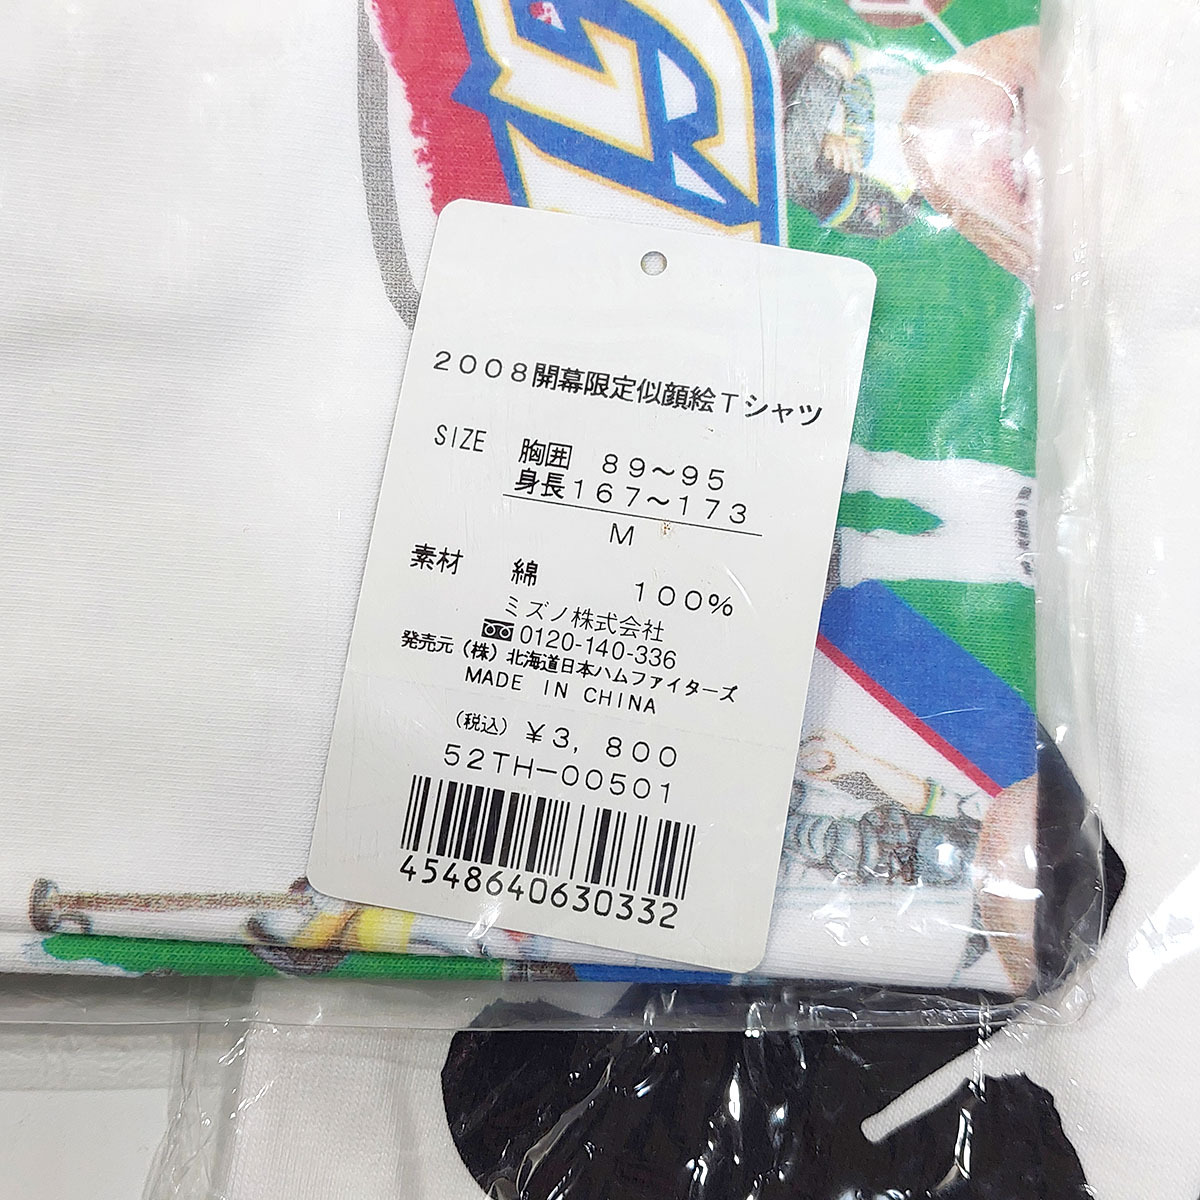 2008開幕限定似顔絵Tシャツ
SIZE 胸囲 89~95
身長167~173
M
素材 綿 100%
ミズノ株式会社
0120-140-336
発売元(株)北海道日本ハムファイターズ
MADE IN CHINA
(税込)¥3,800
52TH-00501
4548640630332